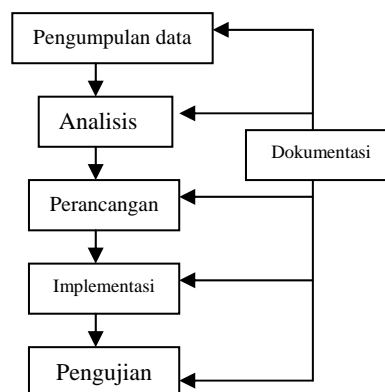 Pengumpulan data
Analisis
Dokumentasi
Perancangan
Implementasi
Pengujian